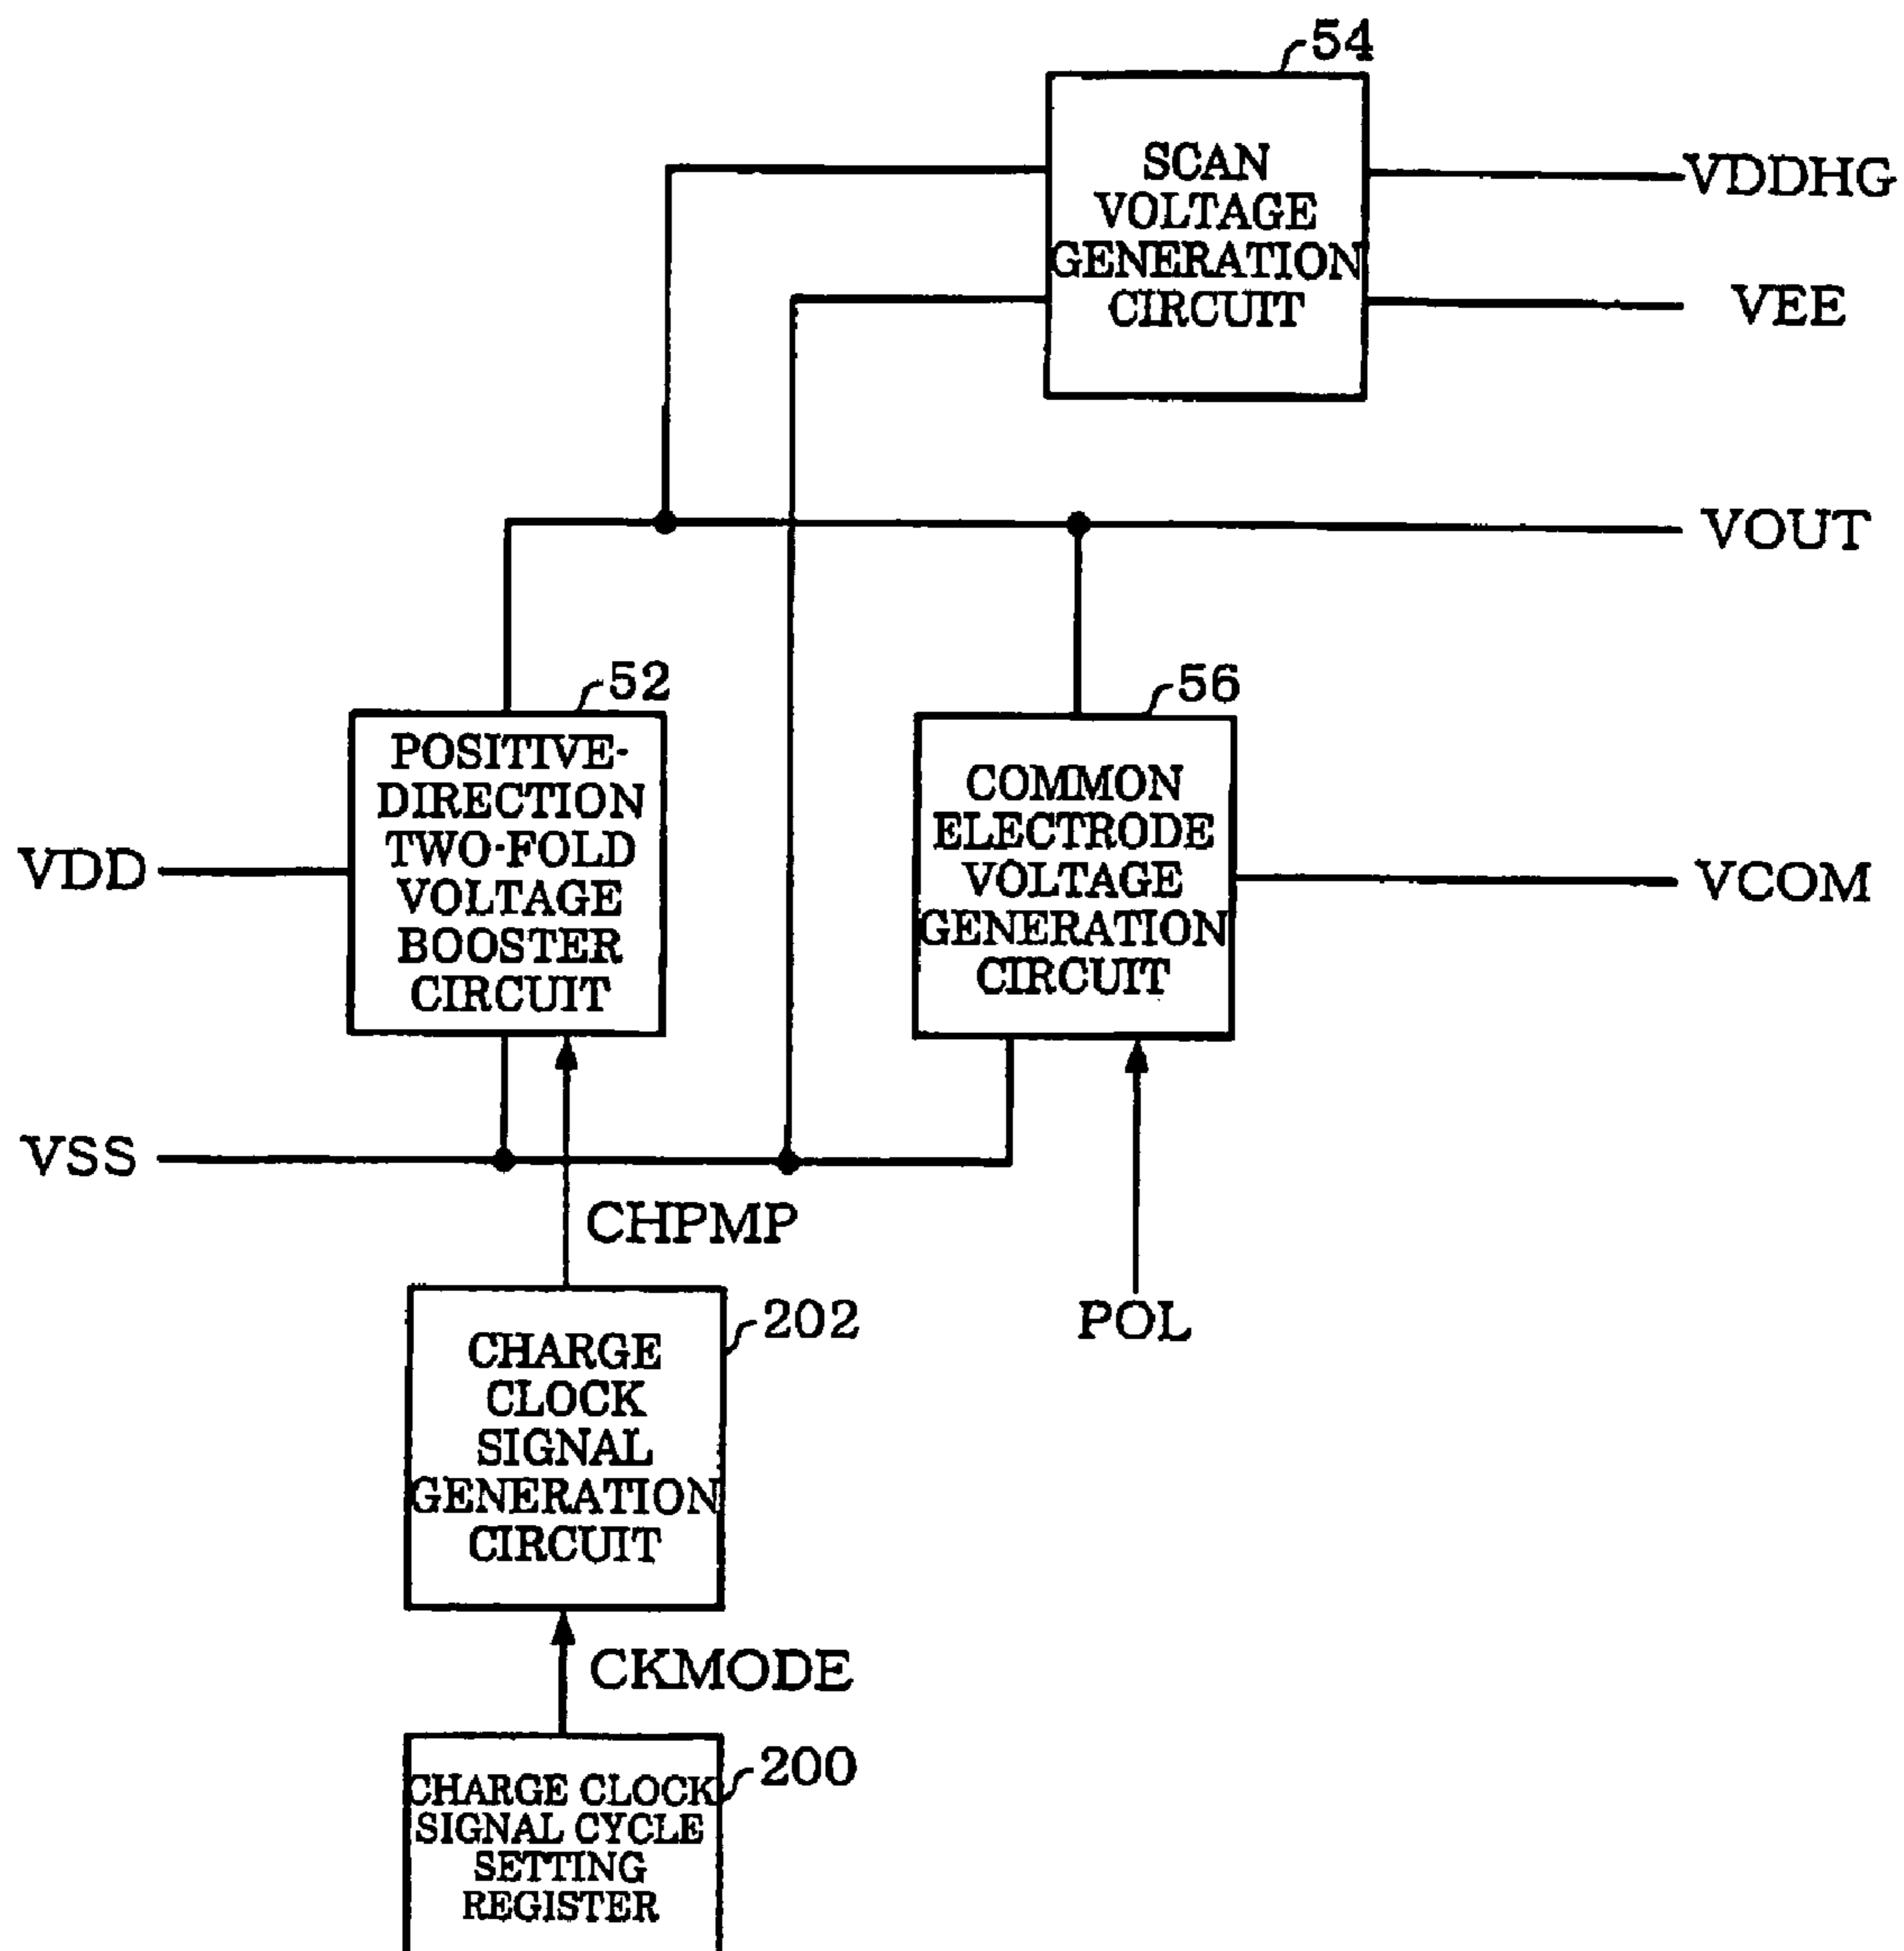 54
SCAN
VOLTAGE
GENERATION
CIRCUIT
VDDHG
VEE
VOUT
52
POSITIVE-
DIRECTION
TWO-FOLD
VOLTAGE
BOOSTER
CIRCUIT
56
COMMON
ELECTRODE
VOLTAGE
GENERATION
CIRCUIT
VDD
VCOM
VSS
CHPMP
POL
202
CHARGE
CLOCK
SIGNAL
GENERATION
CIRCUIT
CKMODE
200
CHARGE CLOCK
SIGNAL CYCLE
SETTING
REGISTER